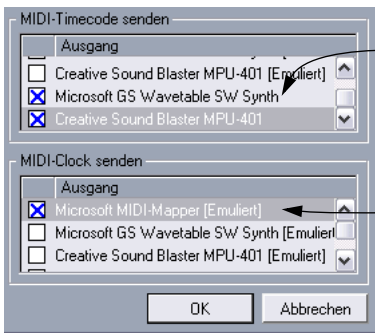 MIDI-Timecode senden
Ausgang
Creative Sound Blaster MPU-401 [Emuliert]
Microsoft GS Wavetable SW Synth
Creative Sound Blaster MPU-401
MIDI-Clock senden
Ausgang
Microsoft MIDI-Mapper [Emuliert]
Microsoft GS Wavetable SW Synth [Emuliert
Creative Sound Blaster MPU-401 [Emuliert]
OK Abbrechen